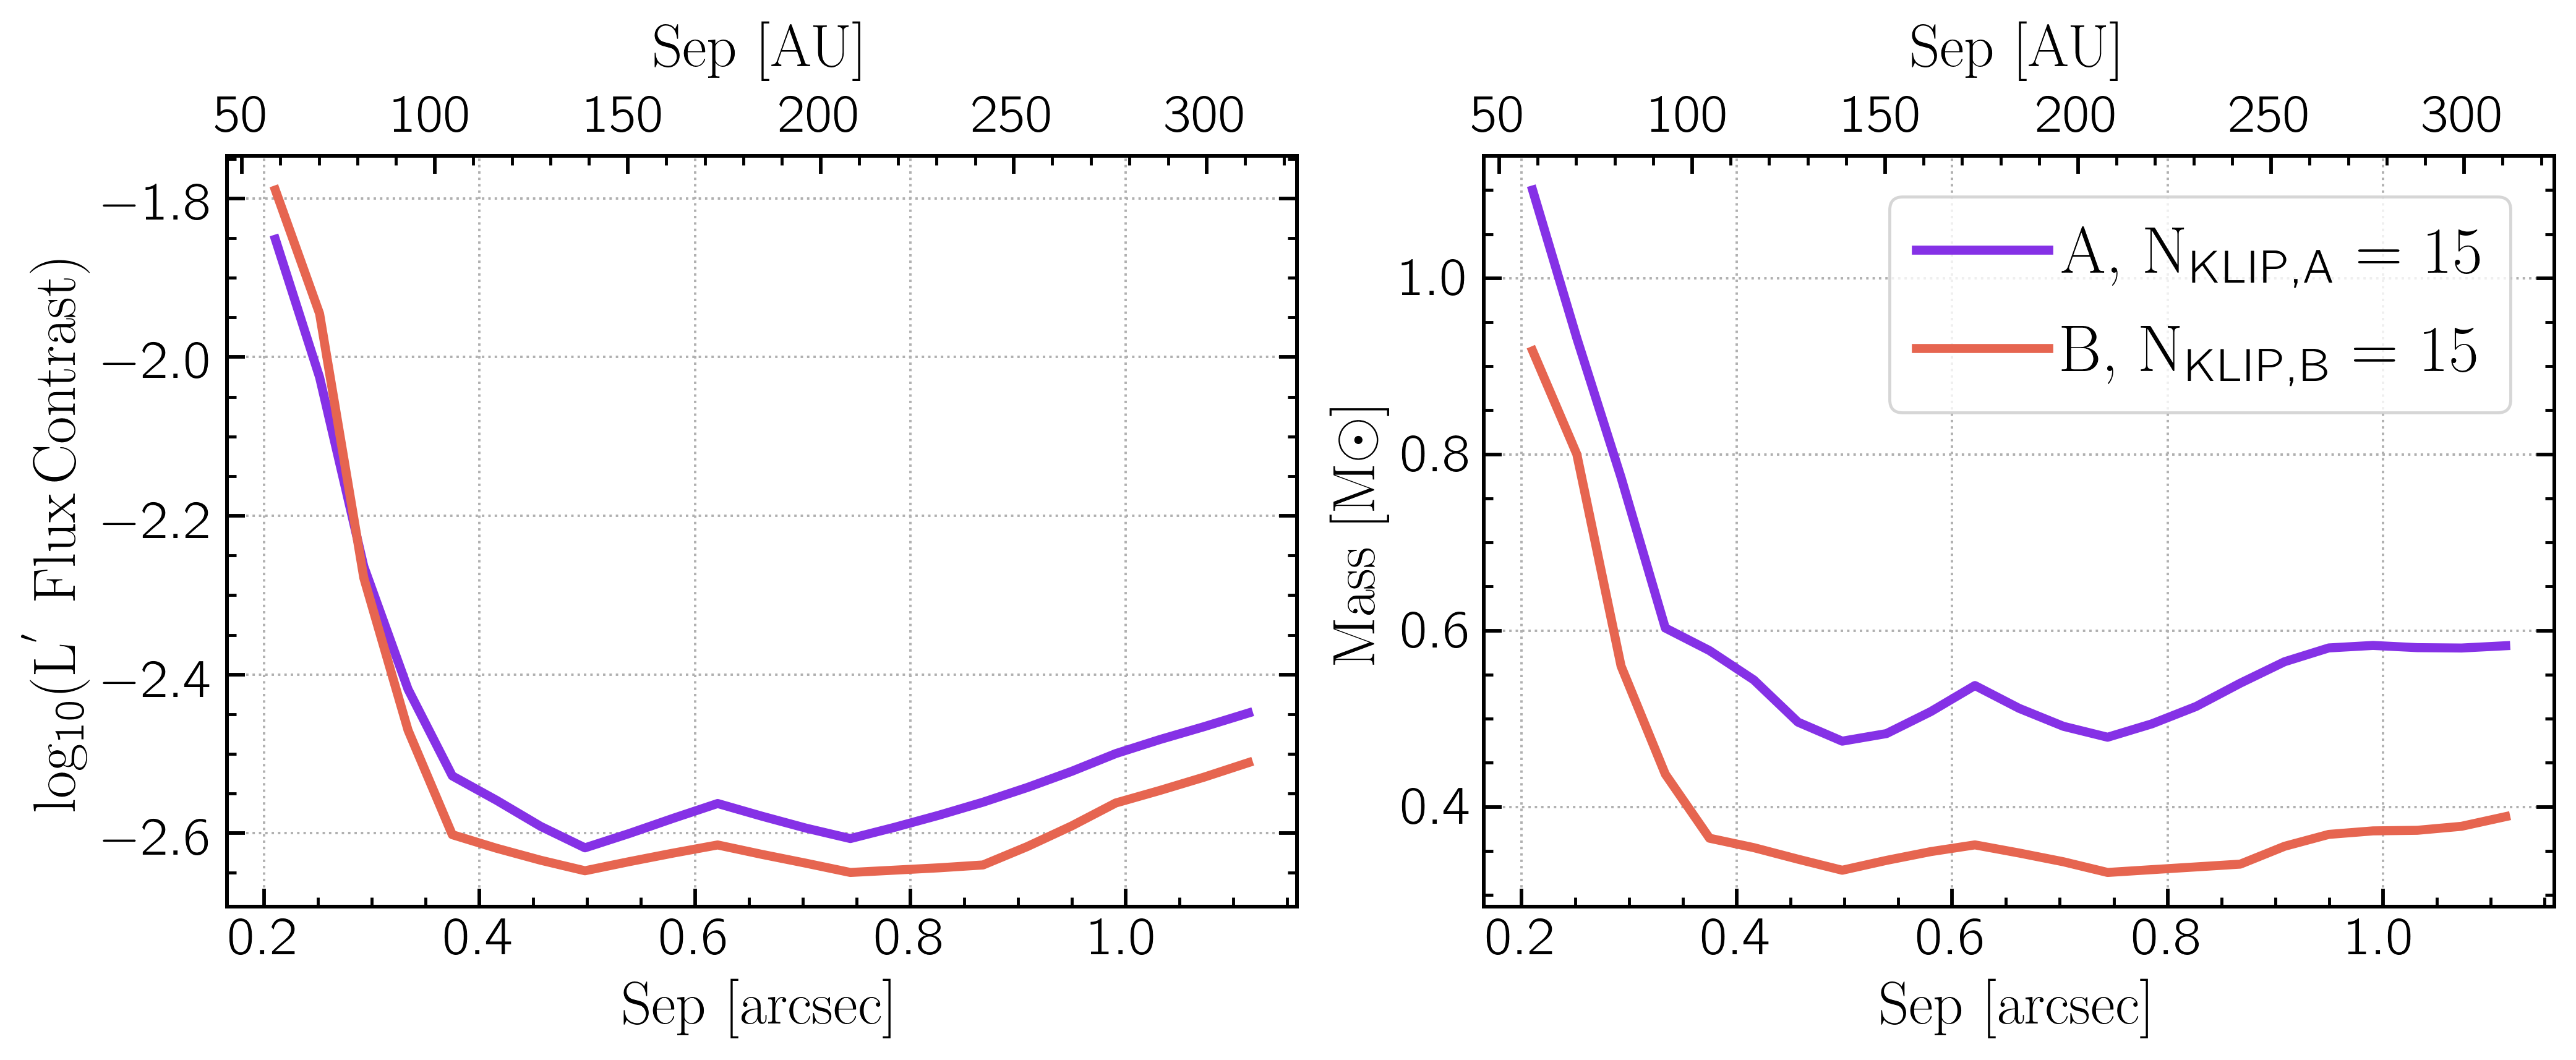 Sep [AU]
50 100 150 200 250 300
−1.8
−2.0
−2.2
−2.4
−2.6
log10(L′ Flux Contrast)
0.2 0.4 0.6 0.8 1.0
Sep [arcsec]
Sep [AU]
50 100 150 200 250 300
1.0
0.8
0.6
0.4
Mass [M⊙]
A, NKLIP,A = 15
B, NKLIP,B = 15
0.2 0.4 0.6 0.8 1.0
Sep [arcsec]